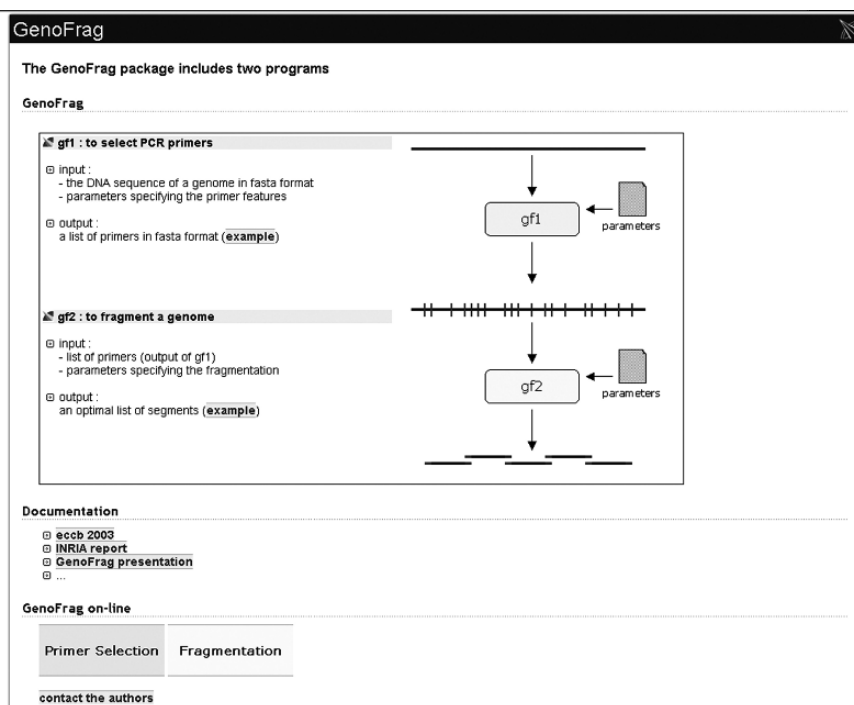 GenoFrag
The GenoFrag package includes two programs
GenoFrag
gf1 : to select PCR primers
input :
- the DNA sequence of a genome in fasta format
- parameters specifying the primer features
output :
a list of primers in fasta format (example)
gf1
parameters
gf2 : to fragment a genome
input :
- list of primers (output of gf1)
- parameters specifying the fragmentation
output :
an optimal list of segments (example)
gf2
parameters
Documentation
eccb 2003
INRIA report
GenoFrag presentation
...
GenoFrag on-line
Primer Selection Fragmentation
contact the authors